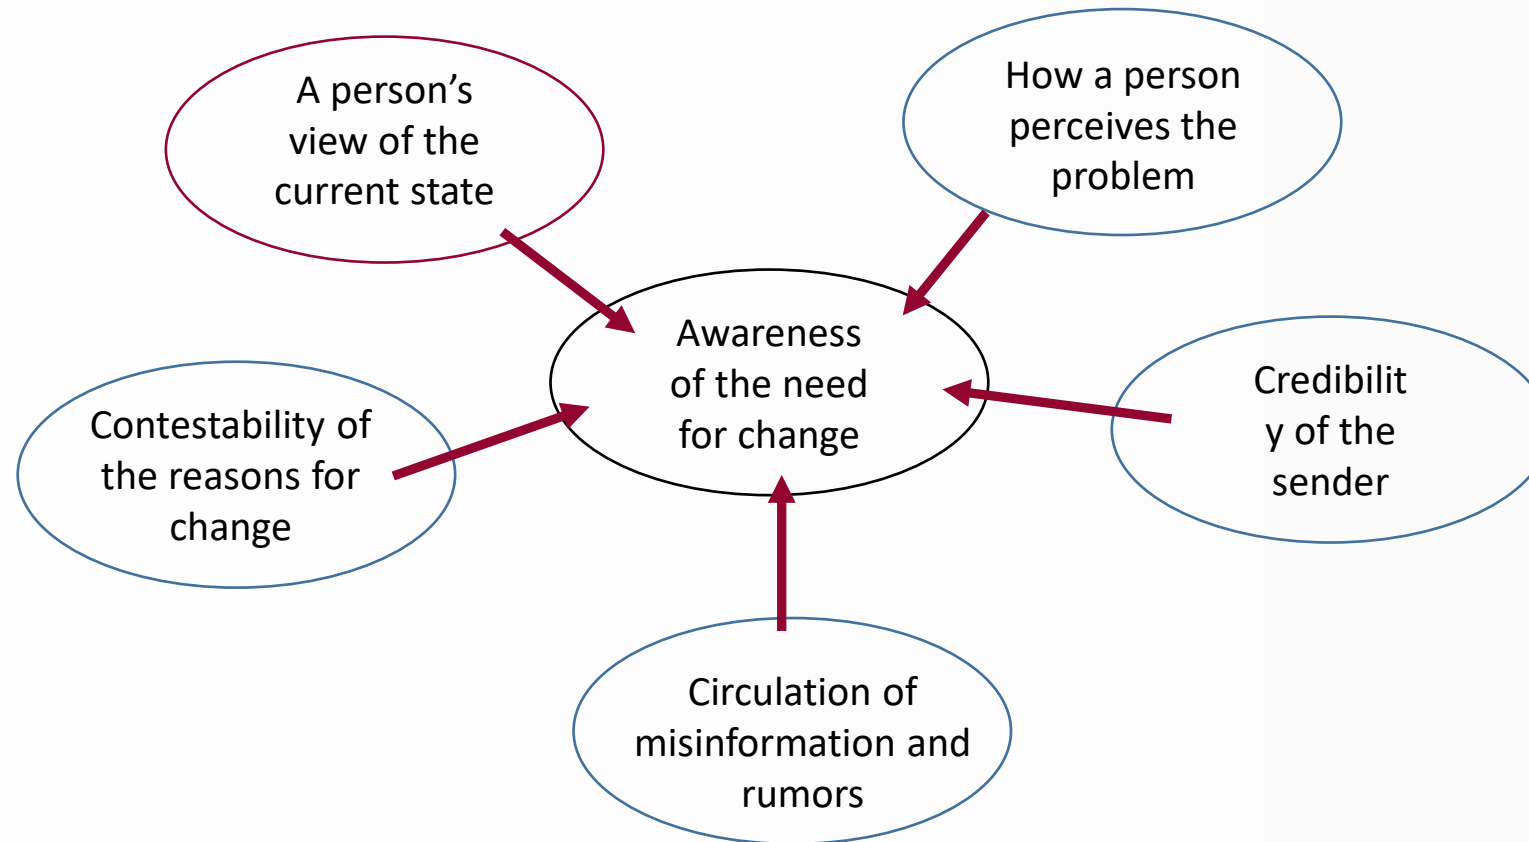 A person’s
view of the
current state
How a person
perceives the
problem
Awareness
of the need
for change
Contestability of
the reasons for
change
Credibilit
y of the
sender
Circulation of
misinformation and
rumors